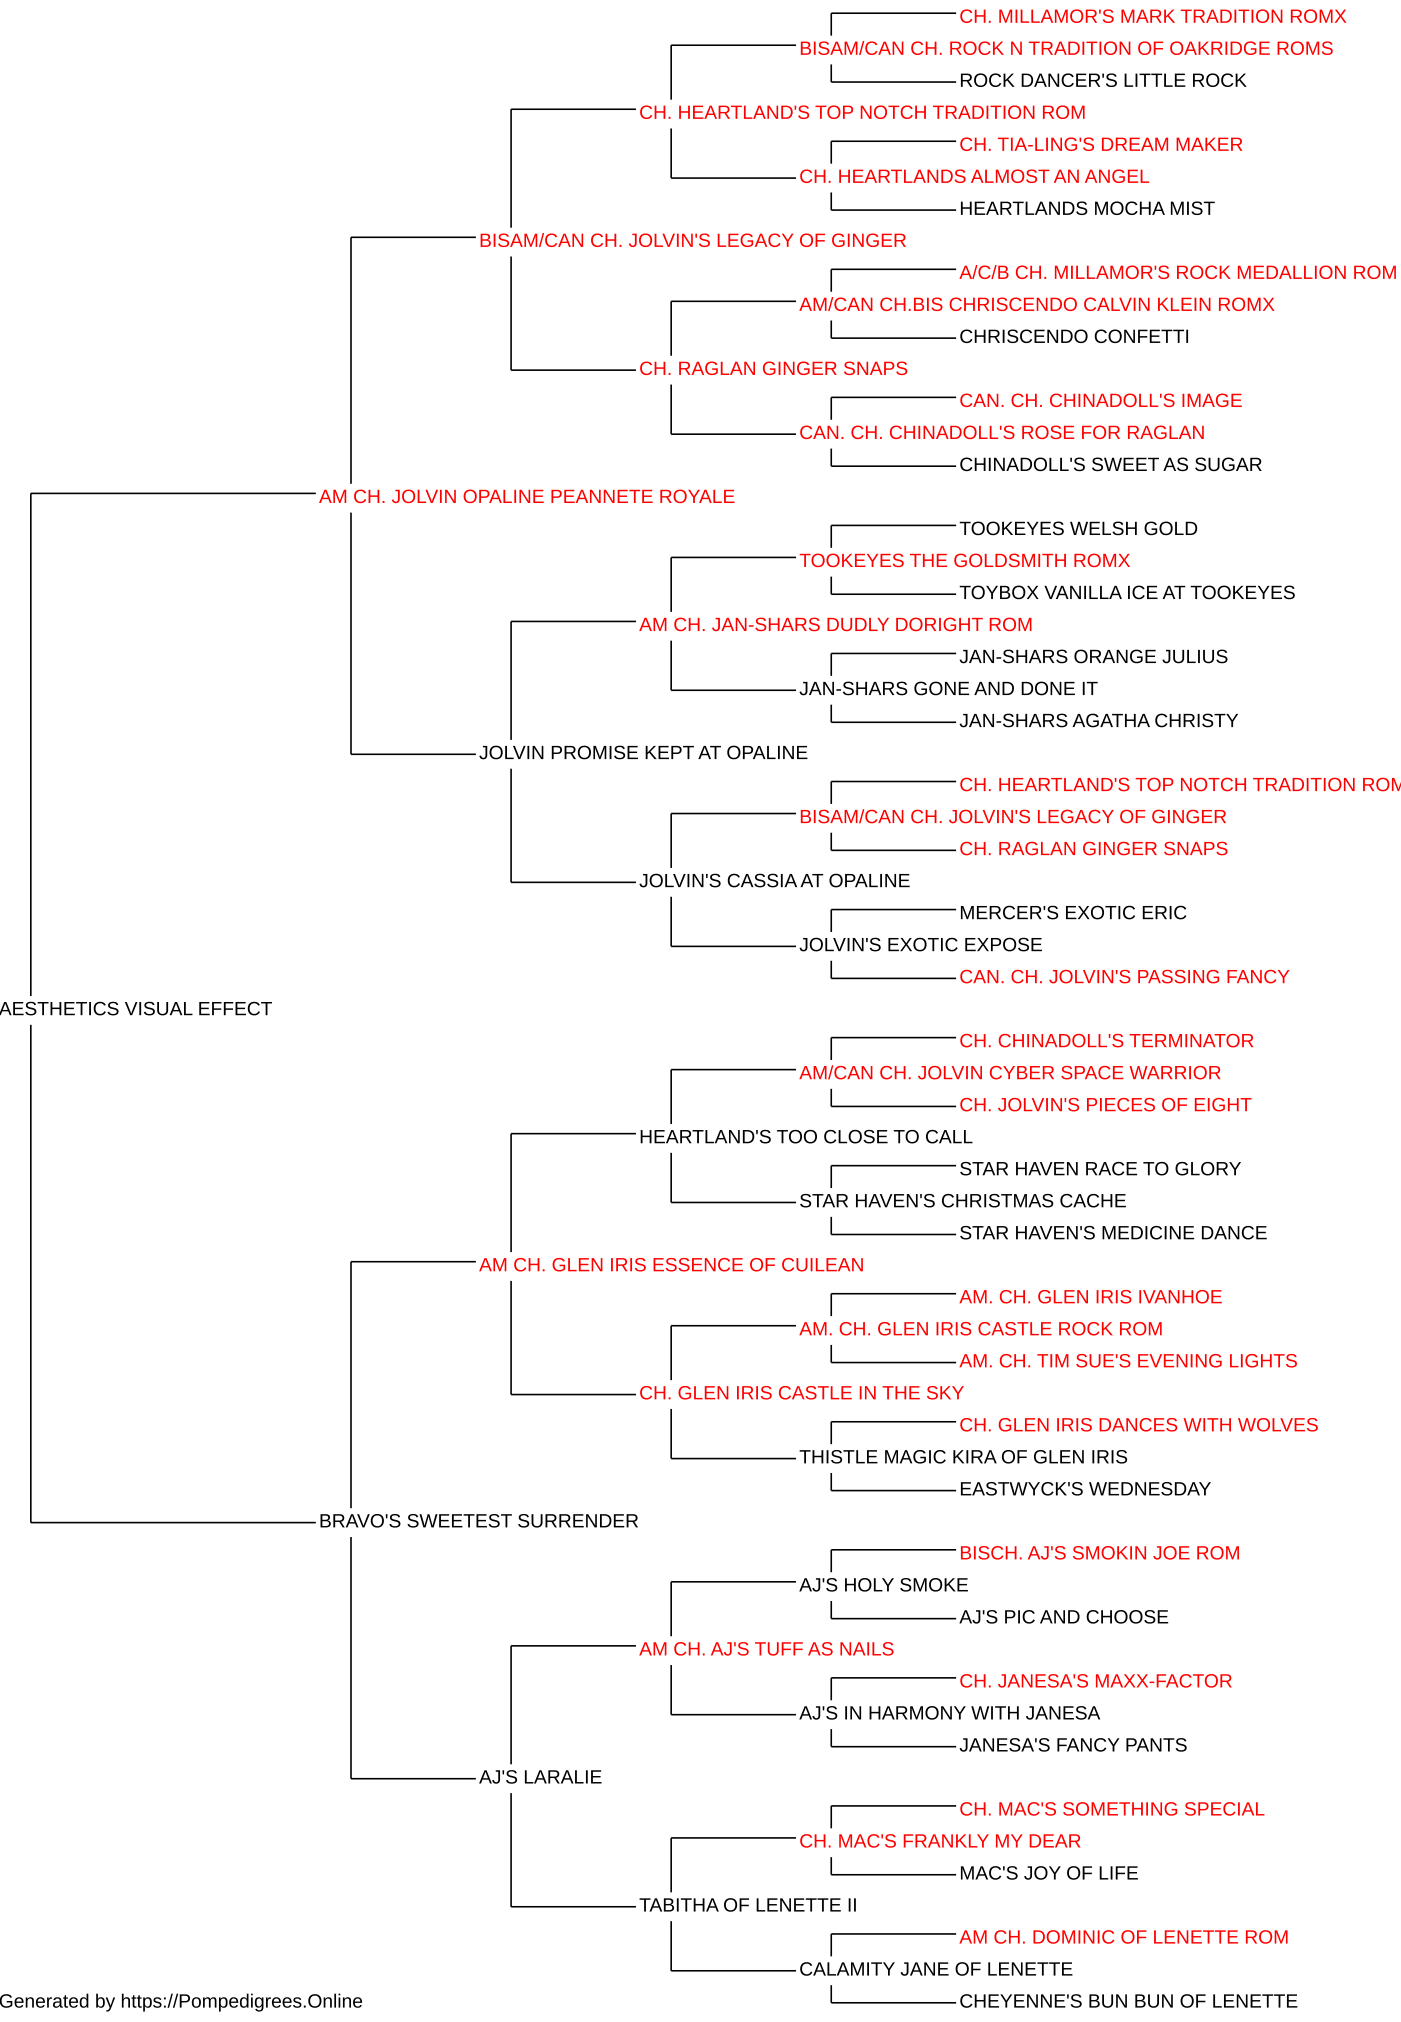 CH. MILLAMOR'S MARK TRADITION ROMX
BISAM/CAN CH. ROCK N TRADITION OF OAKRIDGE ROMS
ROCK DANCER'S LITTLE ROCK
CH. HEARTLAND'S TOP NOTCH TRADITION ROM
CH. TIA-LING'S DREAM MAKER
CH. HEARTLANDS ALMOST AN ANGEL
HEARTLANDS MOCHA MIST
BISAM/CAN CH. JOLVIN'S LEGACY OF GINGER
A/C/B CH. MILLAMOR'S ROCK MEDALLION ROM
AM/CAN CH.BIS CHRISCENDO CALVIN KLEIN ROMX
CHRISCENDO CONFETTI
CH. RAGLAN GINGER SNAPS
CAN. CH. CHINADOLL'S IMAGE
CAN. CH. CHINADOLL'S ROSE FOR RAGLAN
CHINADOLL'S SWEET AS SUGAR
AM CH. JOLVIN OPALINE PEANNETE ROYALE
TOOKEYES WELSH GOLD
TOOKEYES THE GOLDSMITH ROMX
TOYBOX VANILLA ICE AT TOOKEYES
AM CH. JAN-SHARS DUDLY DORIGHT ROM
JAN-SHARS ORANGE JULIUS
JAN-SHARS GONE AND DONE IT
JAN-SHARS AGATHA CHRISTY
JOLVIN PROMISE KEPT AT OPALINE
CH. HEARTLAND'S TOP NOTCH TRADITION ROM
BISAM/CAN CH. JOLVIN'S LEGACY OF GINGER
CH. RAGLAN GINGER SNAPS
JOLVIN'S CASSIA AT OPALINE
MERCER'S EXOTIC ERIC
JOLVIN'S EXOTIC EXPOSE
CAN. CH. JOLVIN'S PASSING FANCY
AESTHETICS VISUAL EFFECT
CH. CHINADOLL'S TERMINATOR
AM/CAN CH. JOLVIN CYBER SPACE WARRIOR
CH. JOLVIN'S PIECES OF EIGHT
HEARTLAND'S TOO CLOSE TO CALL
STAR HAVEN RACE TO GLORY
STAR HAVEN'S CHRISTMAS CACHE
STAR HAVEN'S MEDICINE DANCE
AM CH. GLEN IRIS ESSENCE OF CUILEAN
AM. CH. GLEN IRIS IVANHOE
AM. CH. GLEN IRIS CASTLE ROCK ROM
AM. CH. TIM SUE'S EVENING LIGHTS
CH. GLEN IRIS CASTLE IN THE SKY
CH. GLEN IRIS DANCES WITH WOLVES
THISTLE MAGIC KIRA OF GLEN IRIS
EASTWYCK'S WEDNESDAY
BRAVO'S SWEETEST SURRENDER
BISCH. AJ'S SMOKIN JOE ROM
AJ'S HOLY SMOKE
AJ'S PIC AND CHOOSE
AM CH. AJ'S TUFF AS NAILS
CH. JANESA'S MAXX-FACTOR
AJ'S IN HARMONY WITH JANESA
JANESA'S FANCY PANTS
AJ'S LARALIE
CH. MAC'S SOMETHING SPECIAL
CH. MAC'S FRANKLY MY DEAR
MAC'S JOY OF LIFE
TABITHA OF LENETTE II
AM CH. DOMINIC OF LENETTE ROM
CALAMITY JANE OF LENETTE
CHEYENNE'S BUN BUN OF LENETTE
Generated by https://Pompedigrees.Online